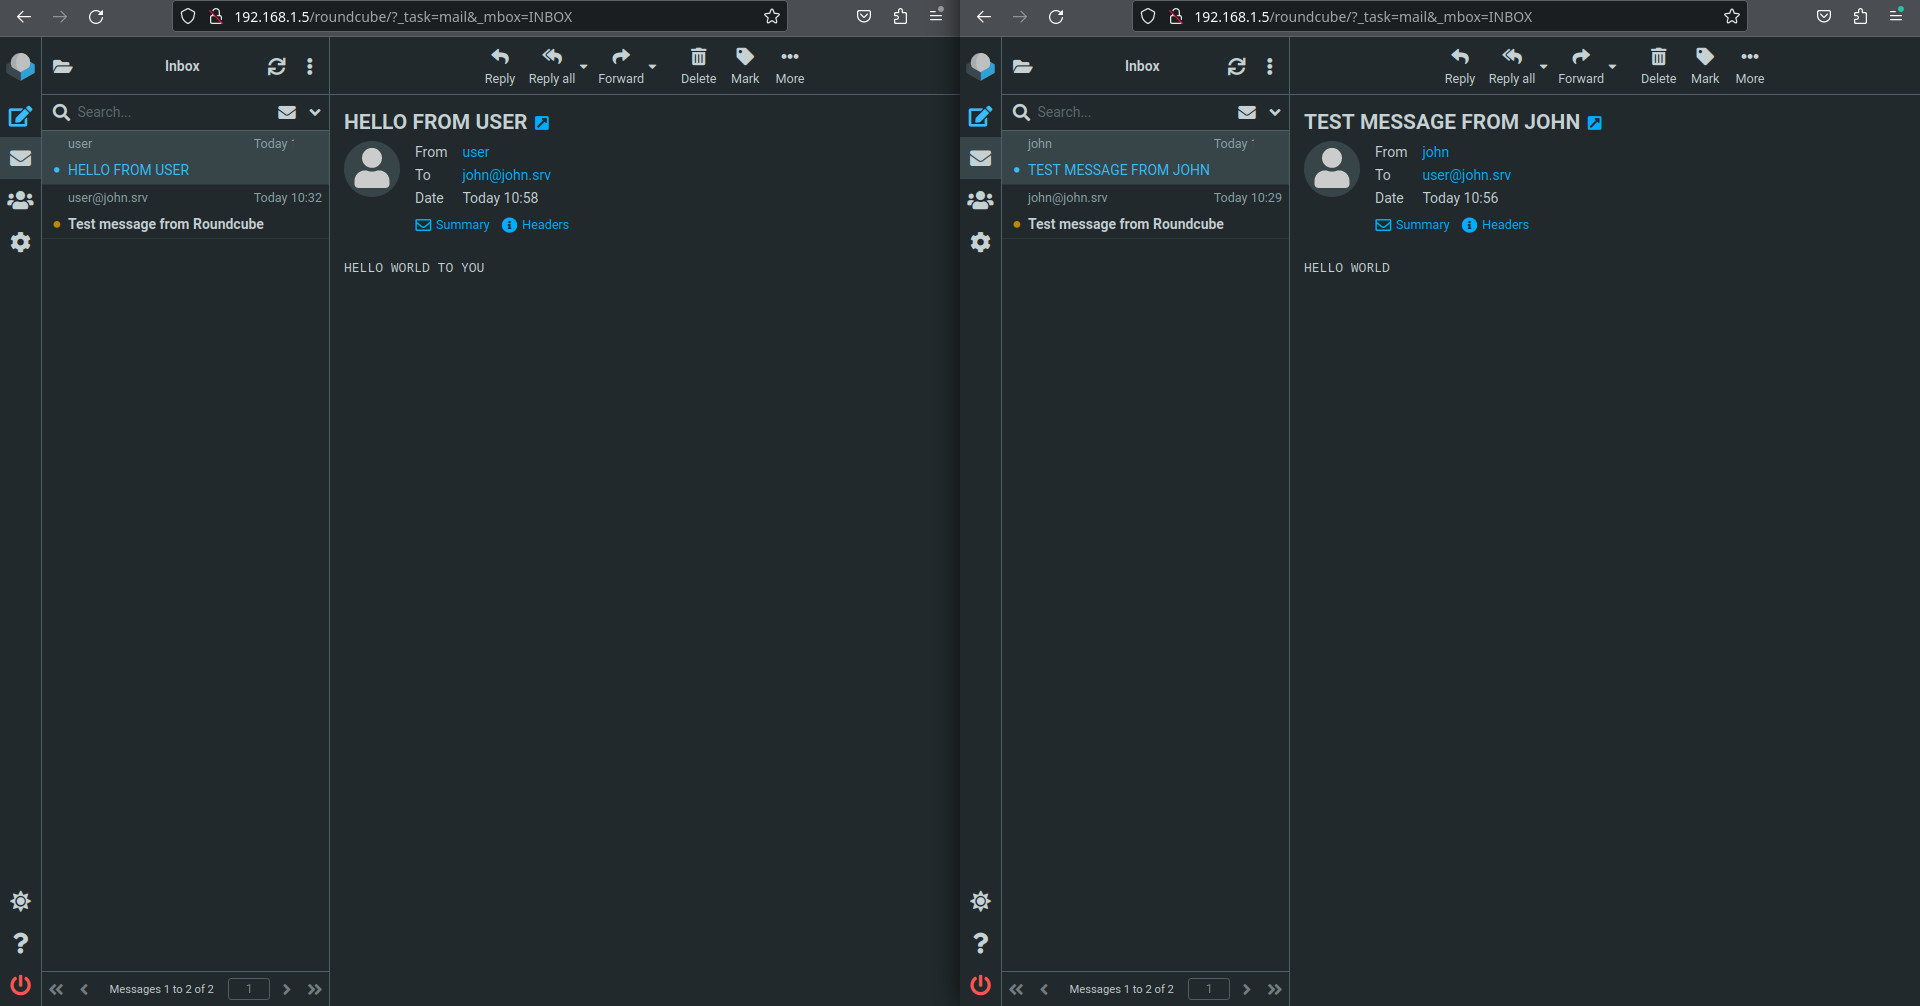 192.168.1.5/roundcube/?_task=mail&_mbox=INBOX
Inbox
Reply
Reply all
Forward
Delete
Mark
More
Search...
user
Today
HELLO FROM USER
user@john.srv
Today 10:32
Test message from Roundcube
HELLO FROM USER
From user
To john@john.srv
Date Today 10:58
Summary
Headers
HELLO WORLD TO YOU
?
Messages 1 to 2 of 2
1
192.168.1.5/roundcube/?_task=mail&_mbox=INBOX
Inbox
Reply
Reply all
Forward
Delete
Mark
More
Search...
john
Today
TEST MESSAGE FROM JOHN
john@john.srv
Today 10:29
Test message from Roundcube
TEST MESSAGE FROM JOHN
From john
To user@john.srv
Date Today 10:56
Summary
Headers
HELLO WORLD
?
Messages 1 to 2 of 2
1